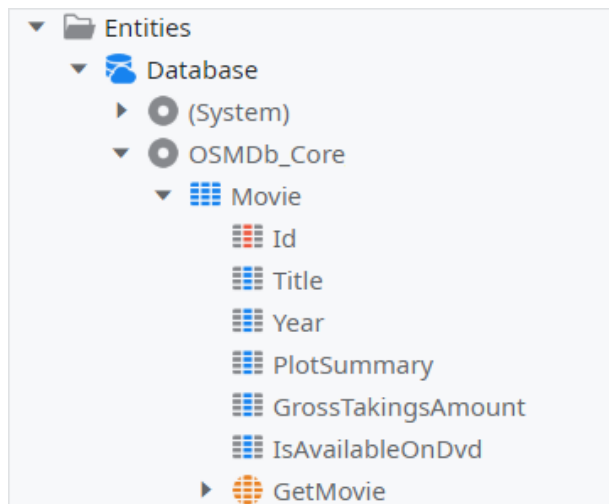 Entities
Database
(System)
OSMDb_Core
Movie
Id
Title
Year
PlotSummary
GrossTakingsAmount
IsAvailableOnDvd
GetMovie